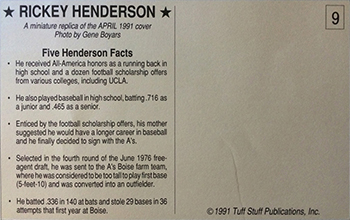 ★ RICKEY HENDERSON ★
A miniature replica of the APRIL 1991 cover
Photo by Gene Boyars
Five Henderson Facts
• He received All-America honors as a running back in
high school and a dozen football scholarship offers
from various colleges, including UCLA.
• He also played baseball in high school, batting .716 as
a junior and .465 as a senior.
• Enticed by the football scholarship offers, his mother
suggested he would have a longer career in baseball
and he finally decided to sign with the A's.
• Selected in the fourth round of the June 1976 free-
agent draft, he was sent to the A's Boise farm team,
where he was considered to be too tall to play first base
(5-feet-10) and was converted into an outfielder.
• He batted .336 in 140 at bats and stole 29 bases in 36
attempts that first year at Boise.
9
©1991 Tuff Stuff Publications, Inc.